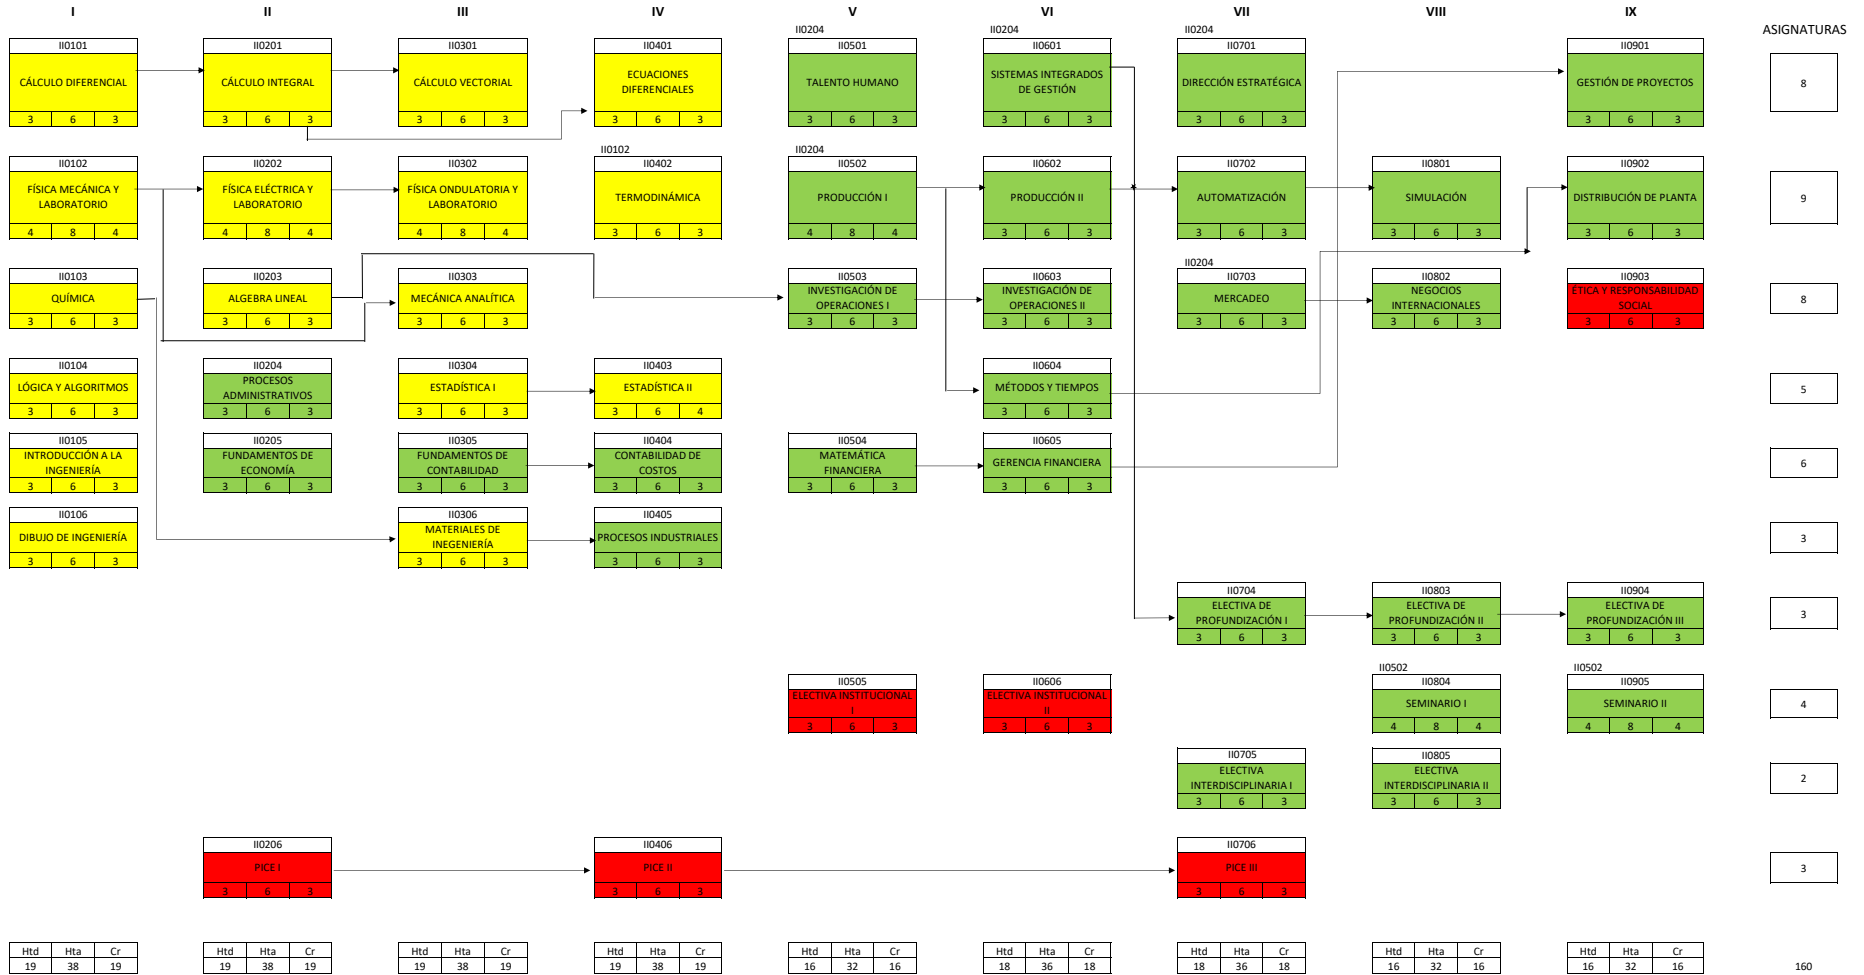 I II III IV V VI VII VIII IX
II0204 II0204 II0204
ASIGNATURAS
II0101 II0201 II0301 II0401 II0501 II0601 II0701 II0901
CÁLCULO DIFERENCIAL
CÁLCULO INTEGRAL
CÁLCULO VECTORIAL
ECUACIONES
DIFERENCIALES
TALENTO HUMANO
SISTEMAS INTEGRADOS
DE GESTIÓN
DIRECCIÓN ESTRATÉGICA
GESTIÓN DE PROYECTOS
8
3 6 3 3 6 3 3 6 3 3 6 3 3 6 3 3 6 3 3 6 3 3 6 3
II0102 II0204
II0102 II0202 II0302 II0402 II0502 II0602 II0702 II0801 II0902
FÍSICA MECÁNICA Y
LABORATORIO
FÍSICA ELÉCTRICA Y
LABORATORIO
FÍSICA ONDULATORIA Y
LABORATORIO
TERMODINÁMICA
PRODUCCIÓN I
PRODUCCIÓN II
AUTOMATIZACIÓN
SIMULACIÓN
DISTRIBUCIÓN DE PLANTA
9
4 8 4 4 8 4 4 8 4 3 6 3 4 8 4 3 6 3 3 6 3 3 6 3 3 6 3
II0204
II0103 II0203 II0303 II0503 II0603 II0703 II0802 II0903
QUÍMICA
ALGEBRA LINEAL
MECÁNICA ANALÍTICA
INVESTIGACIÓN DE
OPERACIONES I
INVESTIGACIÓN DE
OPERACIONES II
MERCADEO
NEGOCIOS
INTERNACIONALES
ÉTICA Y RESPONSABILIDAD
SOCIAL
8
3 6 3 3 6 3 3 6 3 3 6 3 3 6 3 3 6 3 3 6 3 3 6 3
II0104 II0204 II0304 II0403 II0604
LÓGICA Y ALGORITMOS
PROCESOS
ADMINISTRATIVOS
ESTADÍSTICA I
ESTADÍSTICA II
MÉTODOS Y TIEMPOS
5
3 6 3 3 6 3 3 6 3 3 6 4 3 6 3
II0105 II0205 II0305 II0404 II0504 II0605
INTRODUCCIÓN A LA
INGENIERÍA
FUNDAMENTOS DE
ECONOMÍA
FUNDAMENTOS DE
CONTABILIDAD
CONTABILIDAD DE
COSTOS
MATEMÁTICA
FINANCIERA
GERENCIA FINANCIERA
6
3 6 3 3 6 3 3 6 3 3 6 3 3 6 3 3 6 3
II0106 II0306 II0405
DIBUJO DE INGENIERÍA
MATERIALES DE
INEGENIERÍA
PROCESOS INDUSTRIALES
3
3 6 3 3 6 3 3 6 3
II0704 II0803 II0904
ELECTIVA DE
PROFUNDIZACIÓN I
ELECTIVA DE
PROFUNDIZACIÓN II
ELECTIVA DE
PROFUNDIZACIÓN III
3
3 6 3 3 6 3 3 6 3
II0502 II0502
II0505 II0606 II0804 II0905
ELECTIVA INSTITUCIONAL
I
ELECTIVA INSTITUCIONAL
II
SEMINARIO I
SEMINARIO II
4
3 6 3 3 6 3 4 8 4 4 8 4
II0705 II0805
ELECTIVA
INTERDISCIPLINARIA I
ELECTIVA
INTERDISCIPLINARIA II
2
3 6 3 3 6 3
II0206 II0406 II0706
PICE I
PICE II
PICE III
3
3 6 3 3 6 3 3 6 3
Htd Hta Cr Htd Hta Cr Htd Hta Cr Htd Hta Cr Htd Hta Cr Htd Hta Cr Htd Hta Cr Htd Hta Cr Htd Hta Cr
19 38 19 19 38 19 19 38 19 19 38 19 16 32 16 18 36 18 18 36 18 16 32 16 16 32 16 160